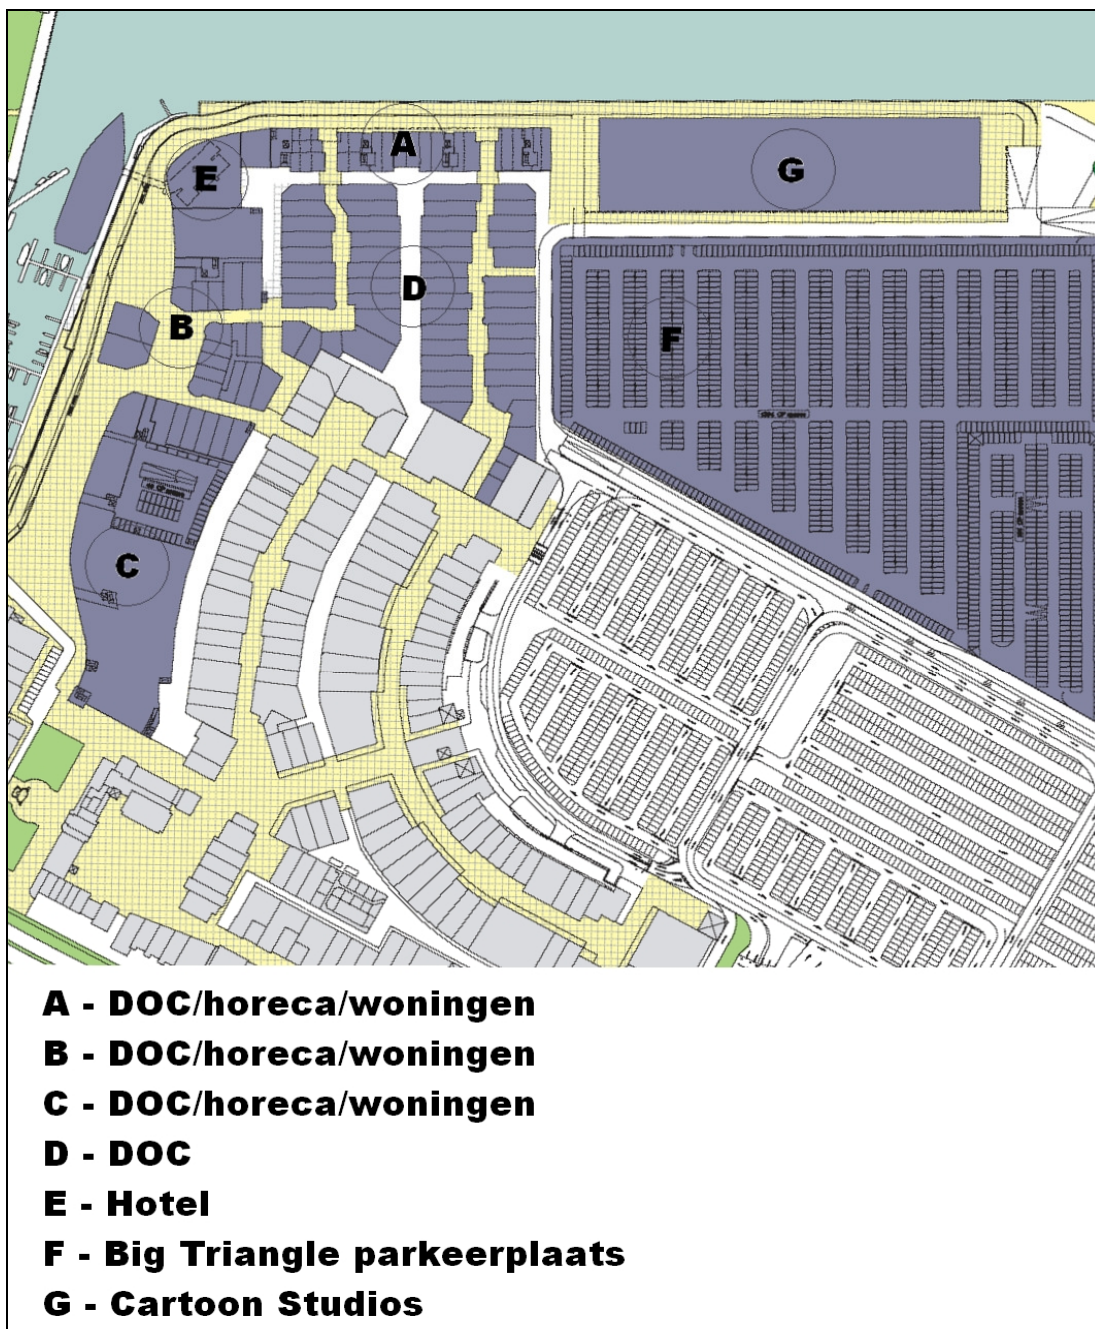 A
G
E
D
B
F
C
A - DOC/horeca/woningen
B - DOC/horeca/woningen
C - DOC/horeca/woningen
D - DOC
E - Hotel
F - Big Triangle parkeerplaats
G - Cartoon Studios